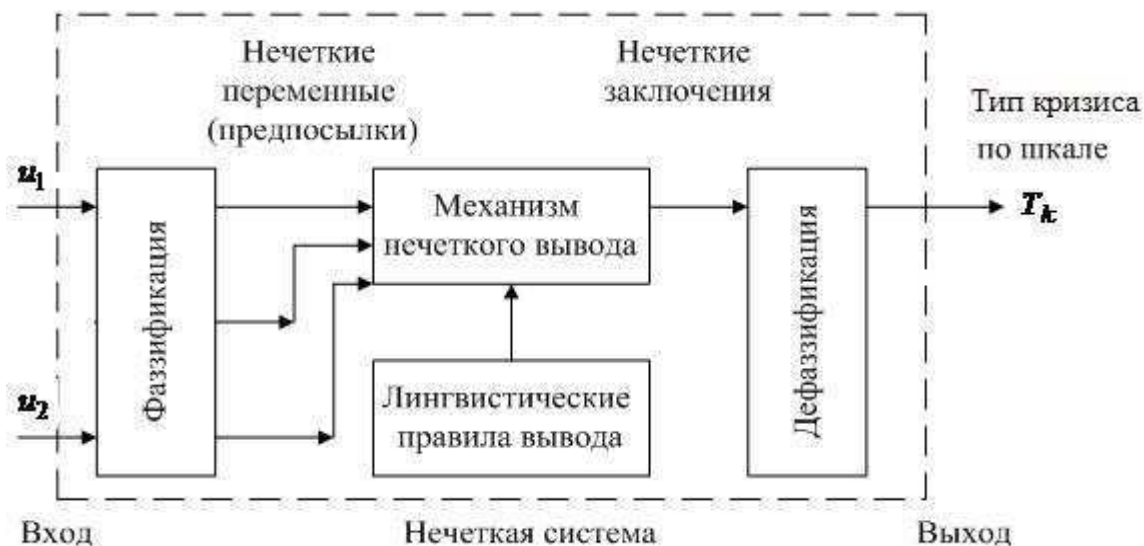 Нечеткие
переменные
(предпосылки)
Нечеткие
заключения
Тип кризиса
по шкале
u1
Tk
Механизм
нечеткого вывода
Фаззификация
Дефаззификация
u2
Лингвистические
правила вывода
Вход
Нечеткая система
Выход